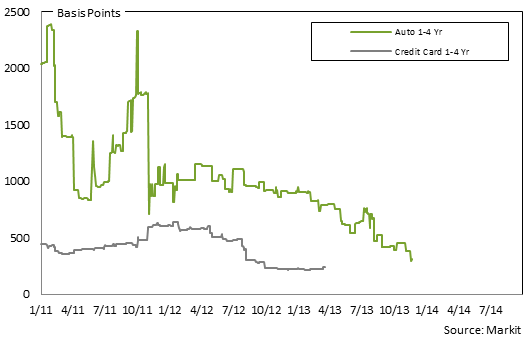 2500
BasisPoints
Auto 1-4 Yr
Credit Card 1-4 Yr
2000
1500
1000
500
0
1/11 4/11 7/11 10/11 1/12 4/12 7/12 10/12 1/13 4/13 7/13 10/13 1/14 4/14 7/14
Source: Markit